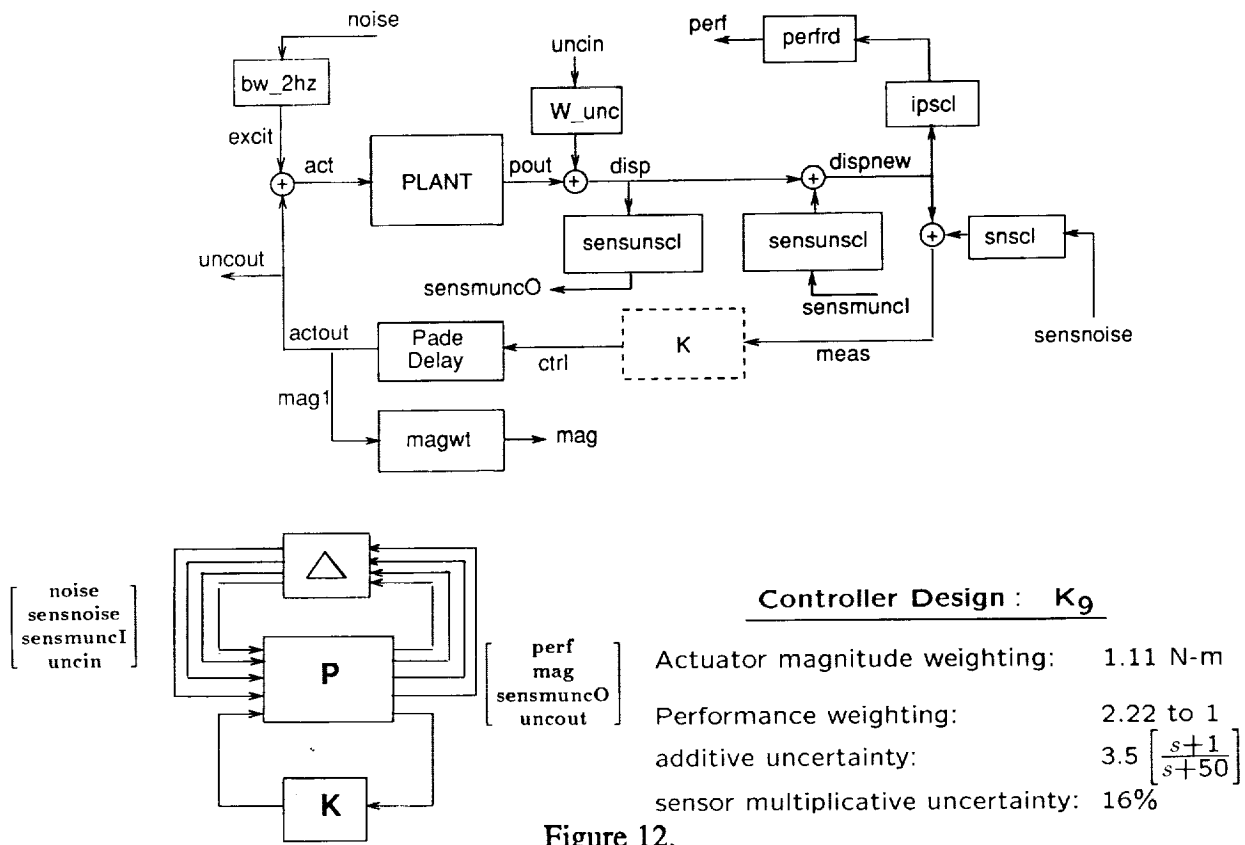 noise
perf
perfrd
uncin
bw_2hz
W_unc
ipscl
excit
act
PLANT
pout
+
+
disp
+
dispnew
sensunscl
sensunscl
+
snscl
uncout
sensmuncO
sensmuncI
actout
Pade
Delay
ctrl
K
meas
sensnoise
mag1
magwt
mag
△
noise
sensnoise
sensmuncI
uncin
P
perf
mag
sensmuncO
uncout
K
Controller Design : K9
Actuator magnitude weighting: 1.11 N-m
Performance weighting: 2.22 to 1
additive uncertainty: 3.5 [s+1/s+50]
sensor multiplicative uncertainty: 16%
Figure 12.